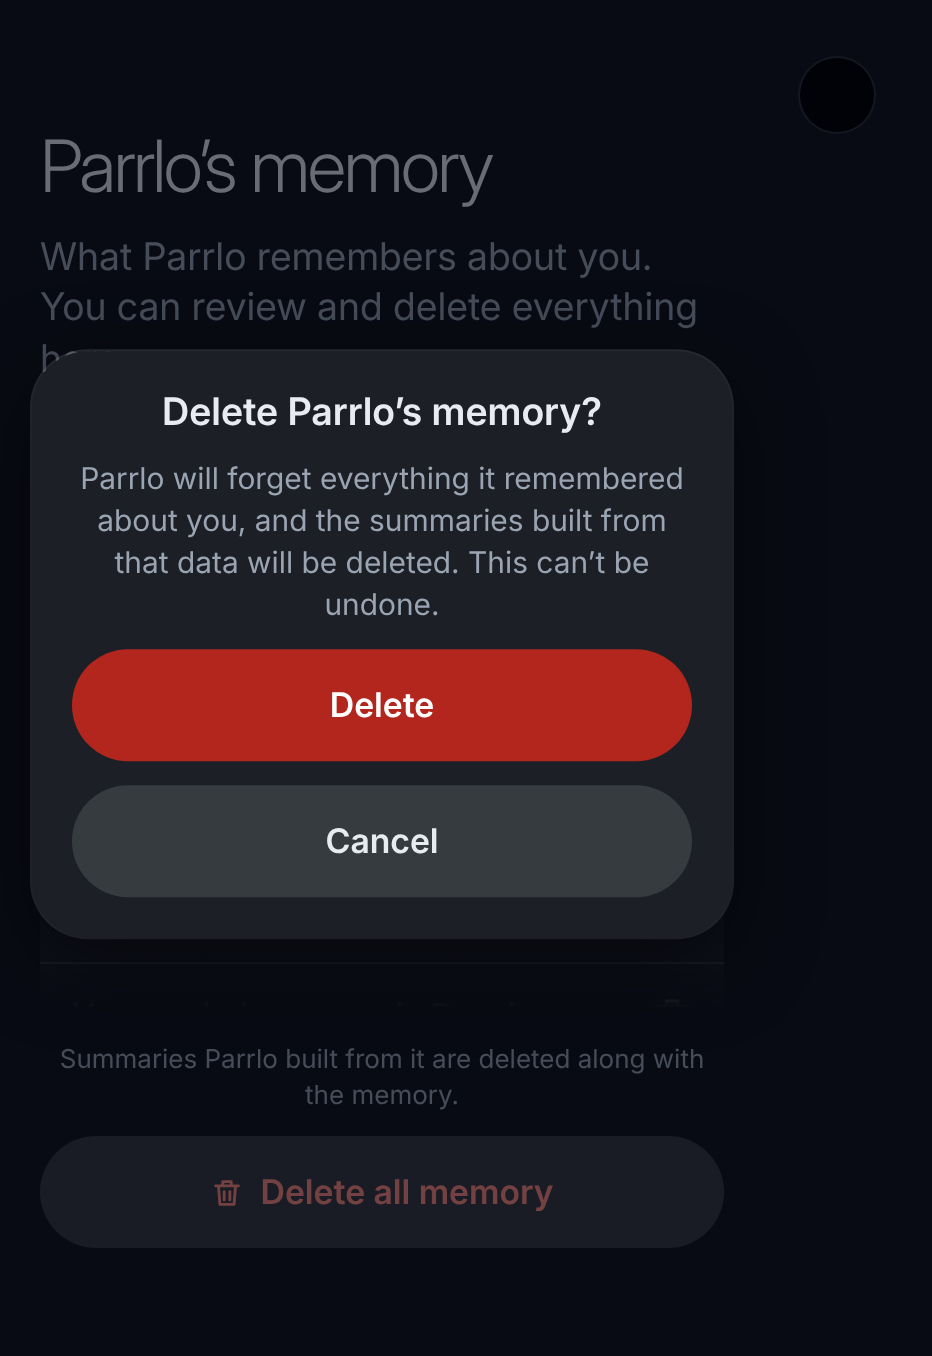 Parrlo’s memory
What Parrlo remembers about you.
You can review and delete everything
Delete Parrlo’s memory?
Parrlo will forget everything it remembered
about you, and the summaries built from
that data will be deleted. This can’t be
undone.
Delete
Cancel
Summaries Parrlo built from it are deleted along with
the memory.
Delete all memory